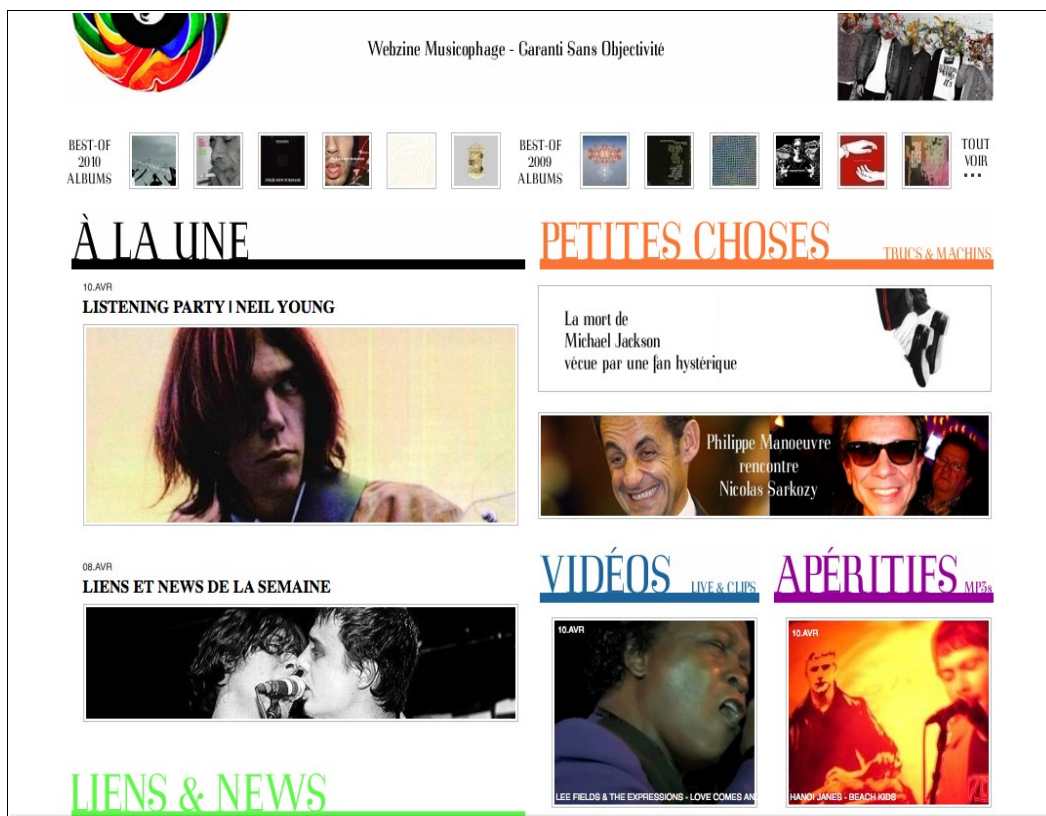 Webzine Musicophage - Garanti Sans Objectivité
BEST-OF
2010
ALBUMS
BEST-OF
2009
ALBUMS
TOUT
VOIR
...
À LA UNE
10.AVR
LISTENING PARTY | NEIL YOUNG
08.AVR
LIENS ET NEWS DE LA SEMAINE
LIENS & NEWS
PETITES CHOSES
TRUCS & MACHINS
La mort de
Michael Jackson
vécue par une fan hystérique
Philippe Manoeuvre
rencontre
Nicolas Sarkozy
VIDÉOS
LIVE & CLIPS
10.AVR
LEE FIELDS & THE EXPRESSIONS - LOVE COMES AN
APÉRITIFS
MP3s
10.AVR
HANOI JANES - BEACH KIDS